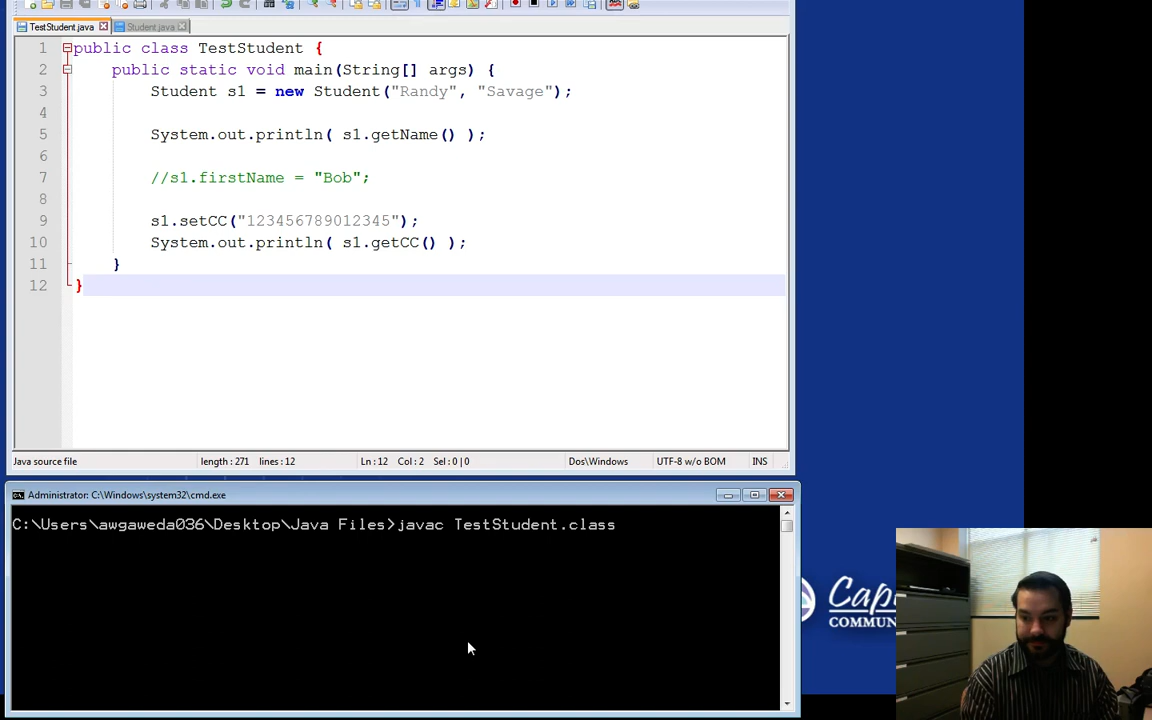 TestStudent.java Student.java
1 public class TestStudent {
2 public static void main(String[] args) {
3 Student s1 = new Student("Randy", "Savage");
4
5 System.out.println( s1.getName() );
6
7 //s1.firstName = "Bob";
8
9 s1.setCC("123456789012345");
10 System.out.println( s1.getCC() );
11 }
12 }
Java source file length : 271 lines : 12 Ln : 12 Col : 2 Sel : 0 | 0 Dos\Windows UTF-8 w/o BOM INS
Administrator: C:\Windows\system32\cmd.exe
C:\Users\awgaweda036\Desktop\Java Files>javac TestStudent.class